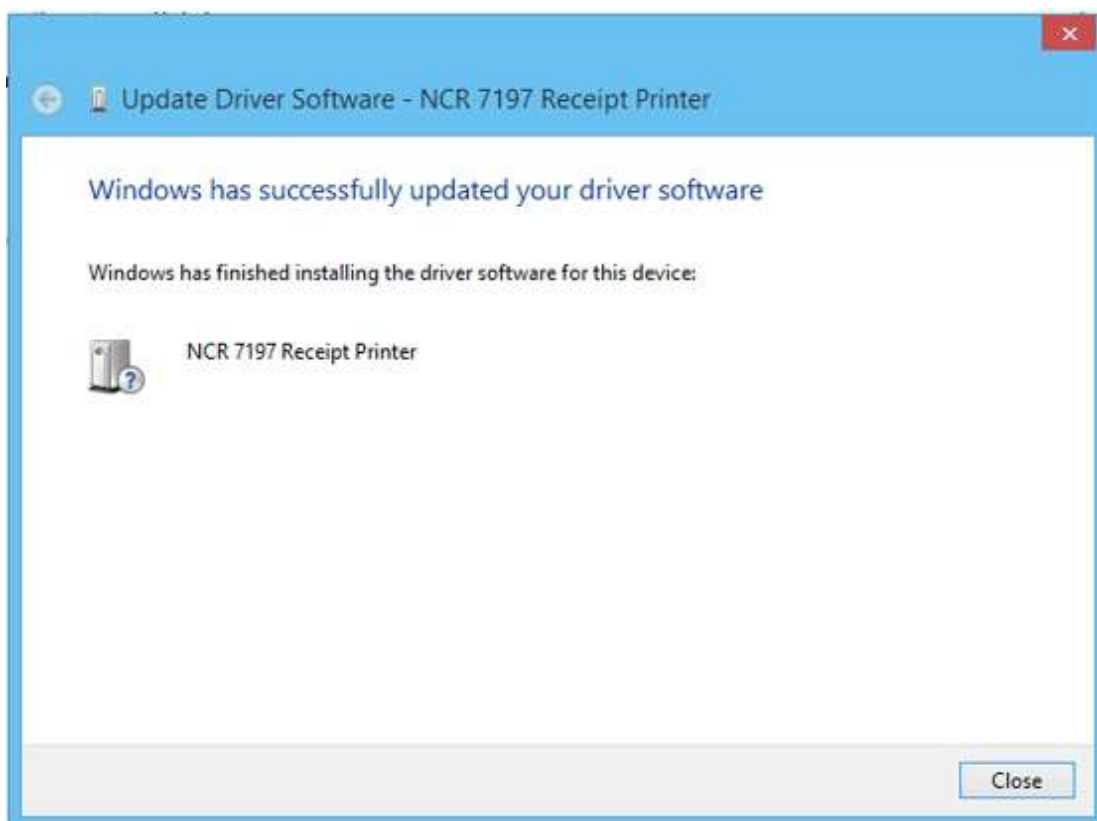 Update Driver Software - NCR 7197 Receipt Printer
Windows has successfully updated your driver software
Windows has finished installing the driver software for this device:
NCR 7197 Receipt Printer
Close